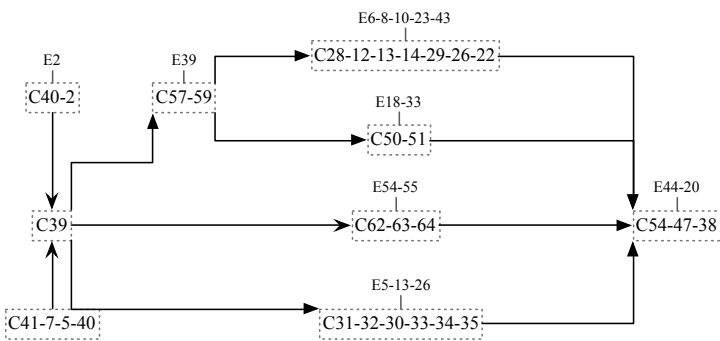 E6-8-10-23-43
C28-12-13-14-29-26-22
E2
E39
C40-2
C57-59
E18-33
C50-51
E54-55
E44-20
C39
C62-63-64
C54-47-38
E5-13-26
C41-7-5-40
C31-32-30-33-34-35